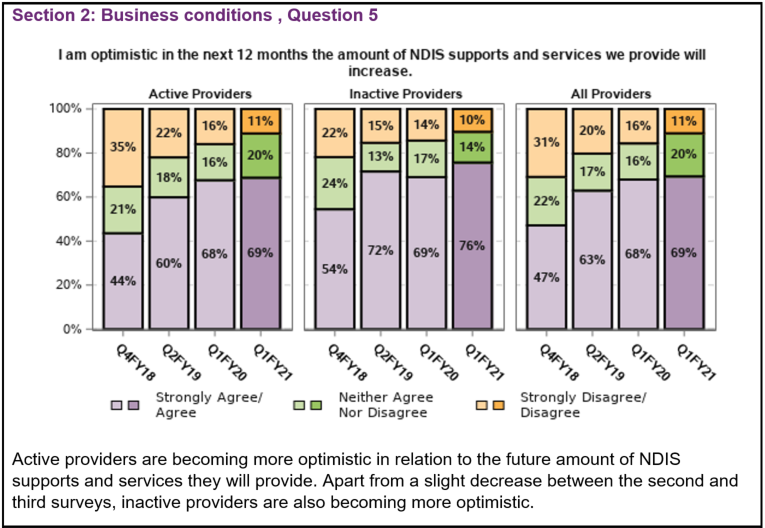 Section 2: Business conditions , Question 5
I am optimistic in the next 12 months the amount of NDIS supports and services we provide will
increase.
Active Providers
Inactive Providers
All Providers
100%
80%
60%
40%
20%
0%
35%
21%
44%
22%
18%
60%
16%
16%
68%
11%
20%
69%
22%
24%
54%
15%
13%
72%
14%
17%
69%
10%
14%
76%
31%
22%
47%
20%
17%
63%
16%
16%
68%
11%
20%
69%
Q4FY18
Q2FY19
Q1FY20
Q1FY21
Q4FY18
Q2FY19
Q1FY20
Q1FY21
Q4FY18
Q2FY19
Q1FY20
Q1FY21
Strongly Agree/
Agree
Neither Agree
Nor Disagree
Strongly Disagree/
Disagree
Active providers are becoming more optimistic in relation to the future amount of NDIS
supports and services they will provide. Apart from a slight decrease between the second and
third surveys, inactive providers are also becoming more optimistic.